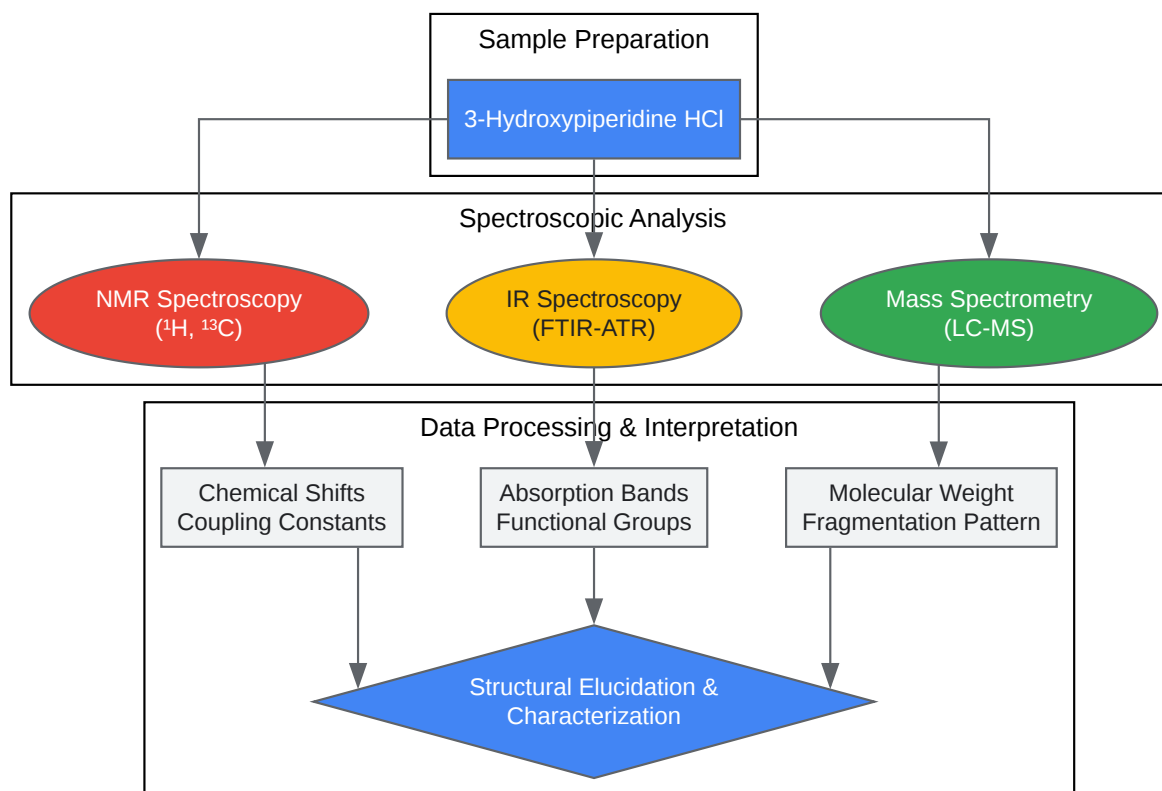 Sample Preparation
3-Hydroxypiperidine HCl
Spectroscopic Analysis
NMR Spectroscopy
(¹H, ¹³C)
IR Spectroscopy
(FTIR-ATR)
Mass Spectrometry
(LC-MS)
Data Processing & Interpretation
Chemical Shifts
Coupling Constants
Absorption Bands
Functional Groups
Molecular Weight
Fragmentation Pattern
Structural Elucidation &
Characterization